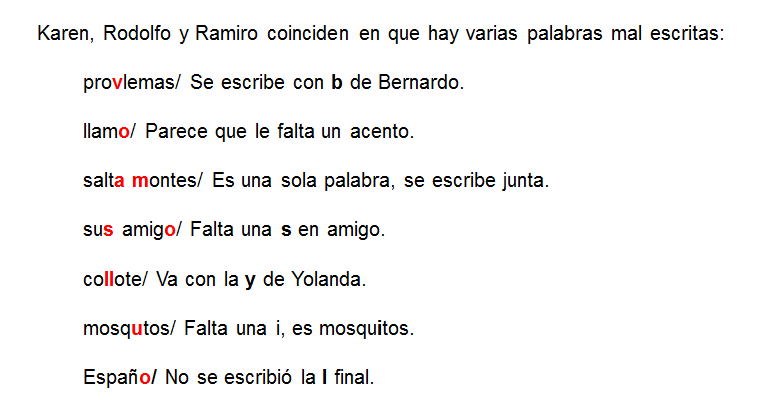 Karen, Rodolfo y Ramiro coinciden en que hay varias palabras mal escritas:
provlemas/ Se escribe con b de Bernardo.
llamo/ Parece que le falta un acento.
salta montes/ Es una sola palabra, se escribe junta.
sus amigo/ Falta una s en amigo.
collote/ Va con la y de Yolanda.
mosqutos/ Falta una i, es mosquitos.
Españo/ No se escribió la l final.